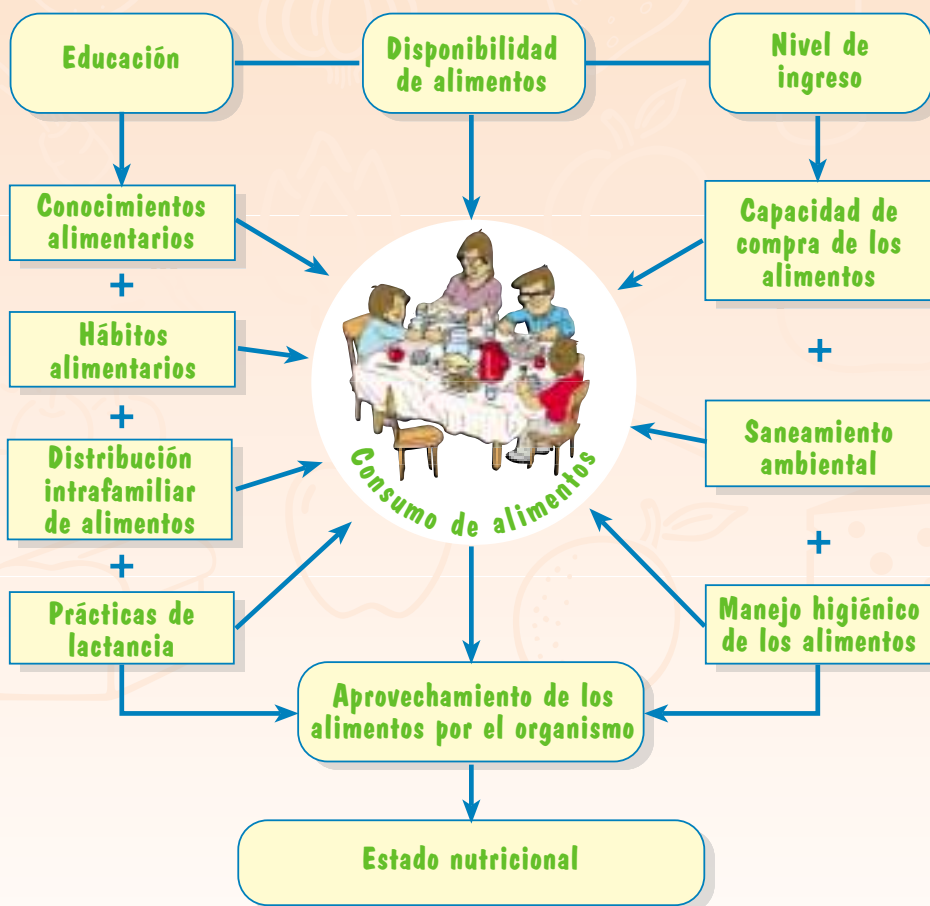 Educación
Disponibilidad
de alimentos
Nivel de
ingreso
Conocimientos
alimentarios
+
Hábitos
alimentarios
+
Distribución
intrafamiliar
de alimentos
+
Prácticas de
lactancia
Capacidad de
compra de los
alimentos
+
Saneamiento
ambiental
+
Manejo higiénico
de los alimentos
Consumo de alimentos
Aprovechamiento de los
alimentos por el organismo
Estado nutricional